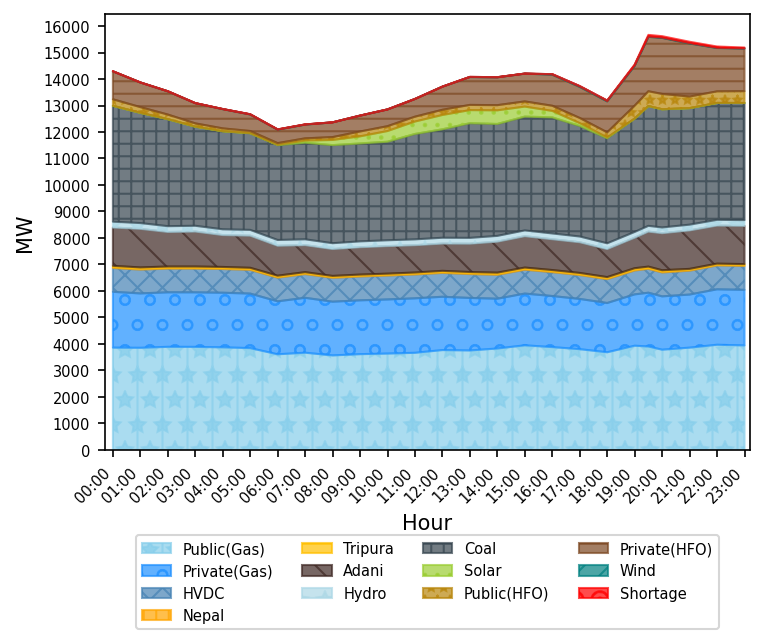 16000
15000
14000
13000
12000
11000
10000
9000
8000
7000
6000
5000
4000
3000
2000
1000
0
MW
00:00 01:00 02:00 03:00 04:00 05:00 06:00 07:00 08:00 09:00 10:00 11:00 12:00 13:00 14:00 15:00 16:00 17:00 18:00 19:00 20:00 21:00 22:00 23:00
Hour
Public(Gas) Tripura Coal Private(HFO)
Private(Gas) Adani Solar Wind
HVDC Hydro Public(HFO) Shortage
Nepal